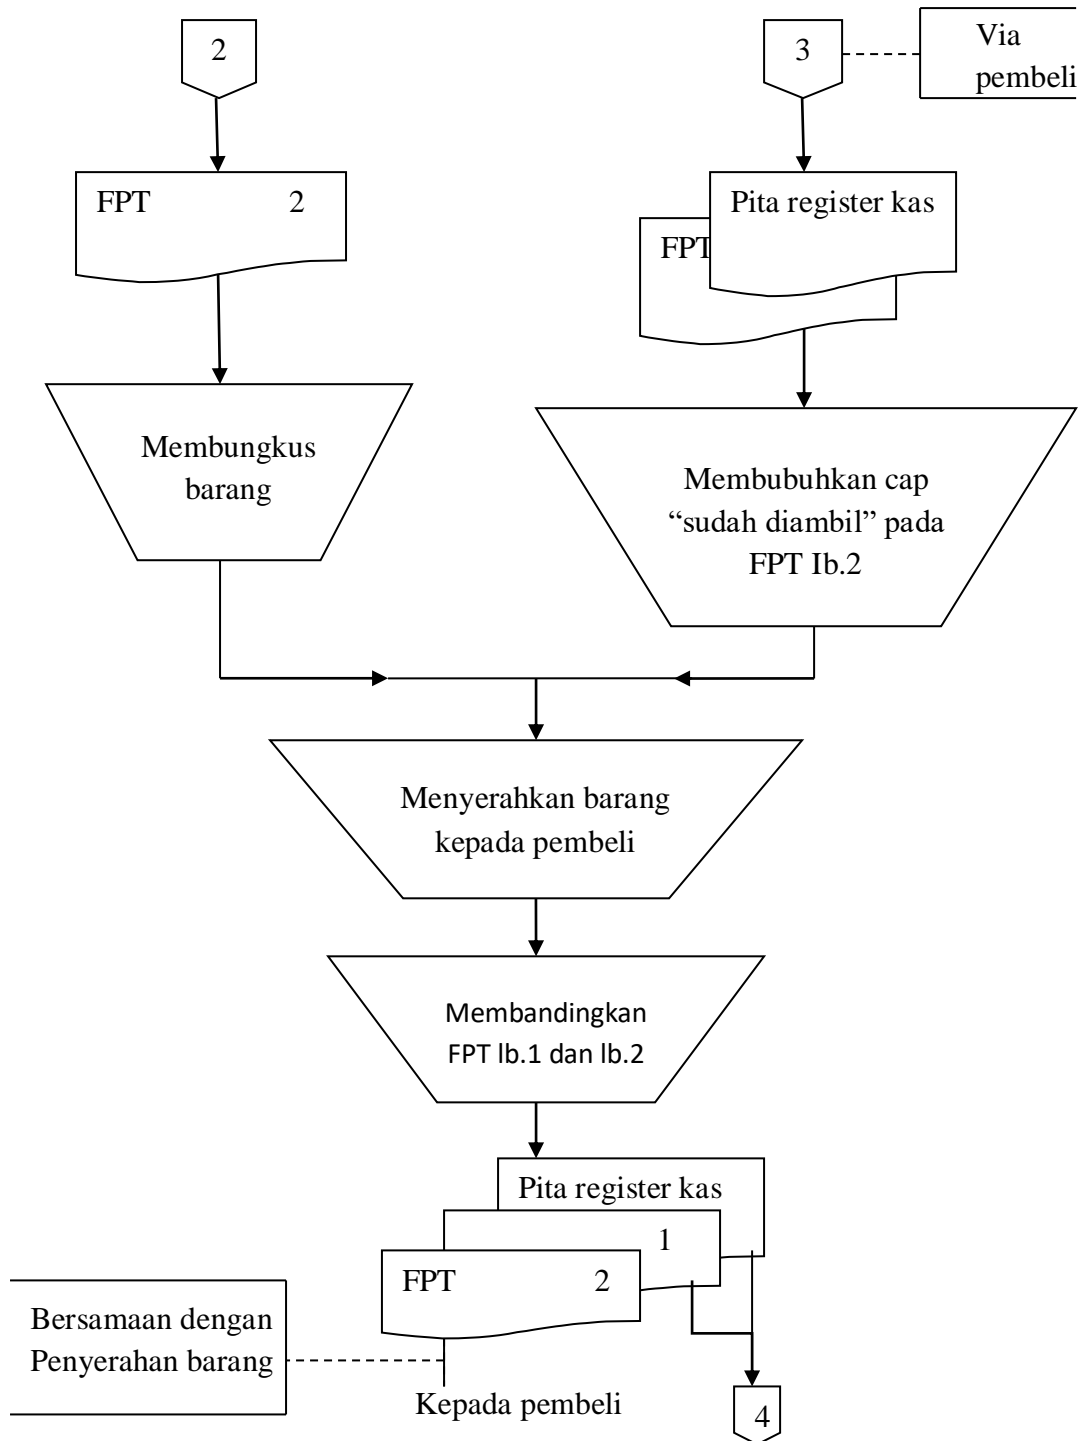 2
3
Via
pembeli
FPT 2
Pita register kas
FPT
Membungkus
barang
Membubuhkan cap
“sudah diambil” pada
FPT Ib.2
Menyerahkan barang
kepada pembeli
Membandingkan
FPT lb.1 dan lb.2
Pita register kas
1
FPT 2
Bersamaan dengan
Penyerahan barang
Kepada pembeli
4